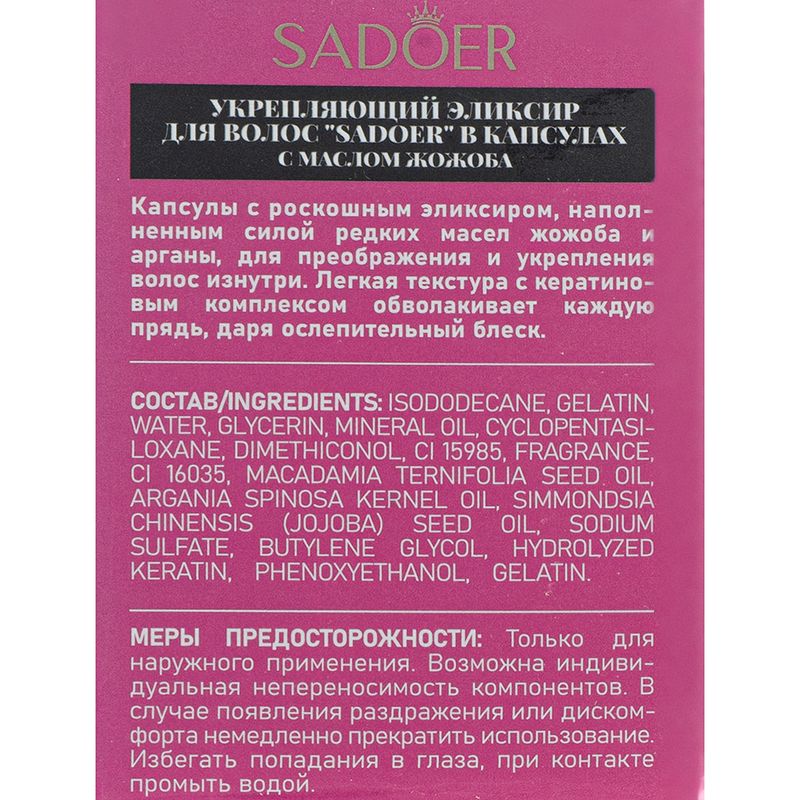 SADOER
УКРЕПЛЯЮЩИЙ ЭЛИКСИР
ДЛЯ ВОЛОС "SADOER" В КАПСУЛАХ
С МАСЛОМ ЖОЖОБА
Капсулы с роскошным эликсиром, напол-
ненным силой редких масел жожоба и
арганы, для преображения и укрепления
волос изнутри. Легкая текстура с кератино-
вым комплексом обволакивает каждую
прядь, даря ослепительный блеск.
СОСТАВ/INGREDIENTS: ISODODECANE, GELATIN,
WATER, GLYCERIN, MINERAL OIL, CYCLOPENTASI-
LOXANE, DIMETHICONOL, CI 15985, FRAGRANCE,
CI 16035, MACADAMIA TERNIFOLIA SEED OIL,
ARGANIA SPINOSA KERNEL OIL, SIMMONDSIA
CHINENSIS (JOJOBA) SEED OIL, SODIUM
SULFATE, BUTYLENE GLYCOL, HYDROLYZED
KERATIN, PHENOXYETHANOL, GELATIN.
МЕРЫ ПРЕДОСТОРОЖНОСТИ: Только для
наружного применения. Возможна индиви-
дуальная непереносимость компонентов. В
случае появления раздражения или диском-
форта немедленно прекратить использование.
Избегать попадания в глаза, при контакте
промыть водой.